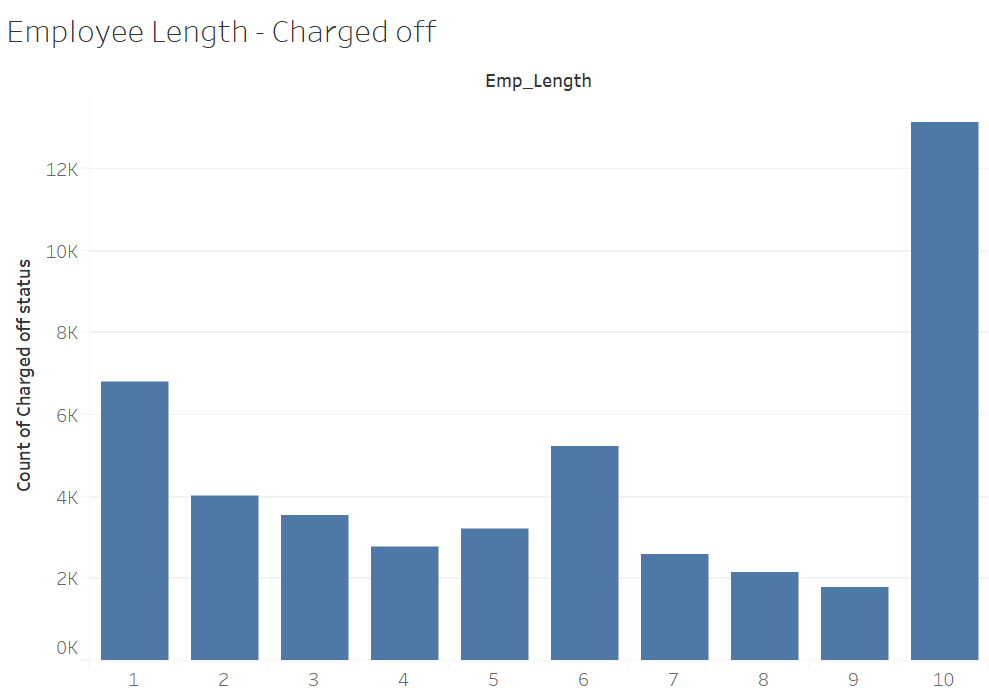 Employee Length - Charged off
Emp_Length
Count of Charged off status
12K
10K
8K
6K
4K
2K
0K
1 2 3 4 5 6 7 8 9 10